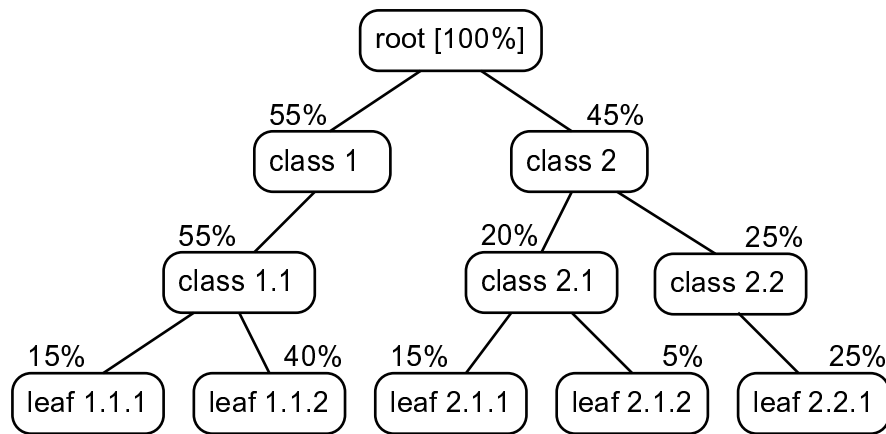 root [100%]
55%
45%
class 1
class 2
55%
20%
25%
class 1.1
class 2.1
class 2.2
15%
40%
15%
5%
25%
leaf 1.1.1
leaf 1.1.2
leaf 2.1.1
leaf 2.1.2
leaf 2.2.1